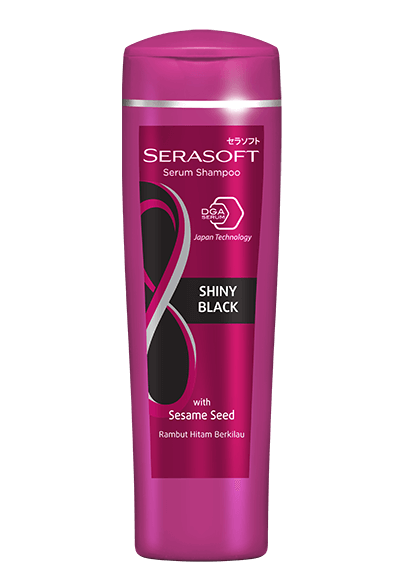 セラソフト
SERASOFT
Serum Shampoo
DGA
SERUM
Japan Technology
SHINY
BLACK
with
Sesame Seed
Rambut Hitam Berkilau